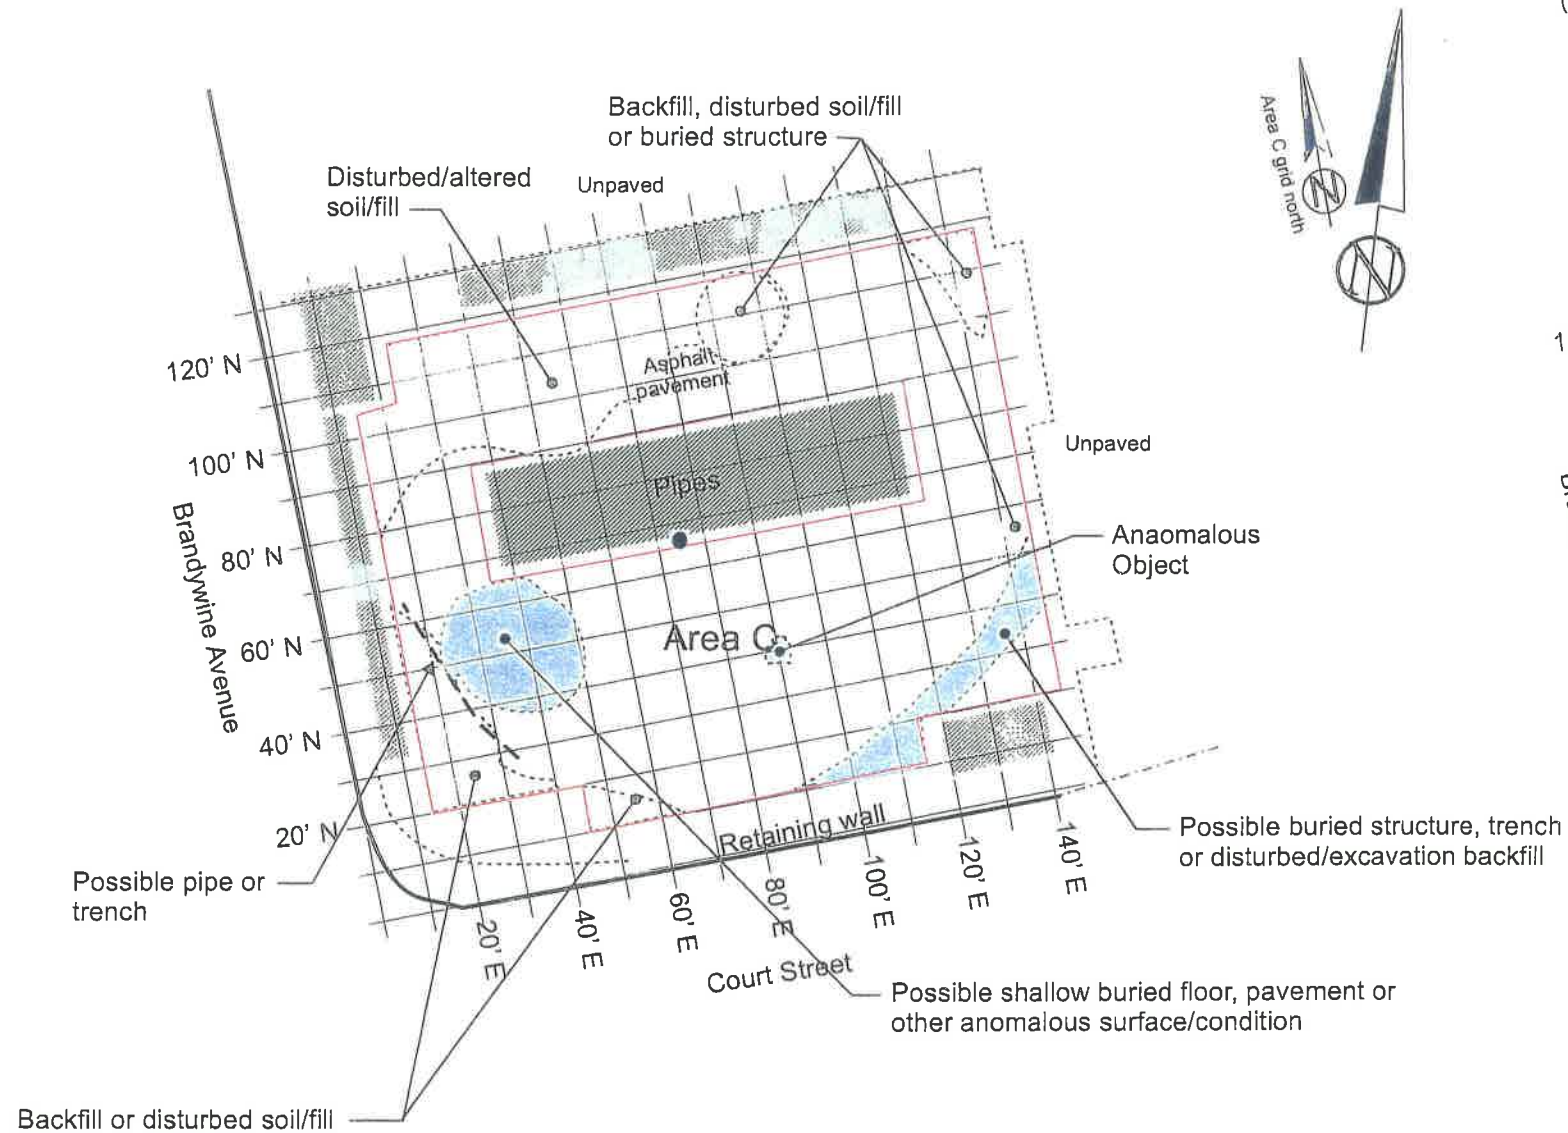 Backfill, disturbed soil/fill
or buried structure
Disturbed/altered
soil/fill
Unpaved
Area C grid north
N
N
120' N
Asphalt
pavement
100' N
Unpaved
Pipes
Brandywine Avenue
80' N
Anaomalous
Object
60' N
Area C
40' N
20' N
Retaining wall
Possible buried structure, trench
or disturbed/excavation backfill
Possible pipe or
trench
20' E
40' E
60' E
80' E
100' E
120' E
140' E
Court Street
Possible shallow buried floor, pavement or
other anomalous surface/condition
Backfill or disturbed soil/fill
1